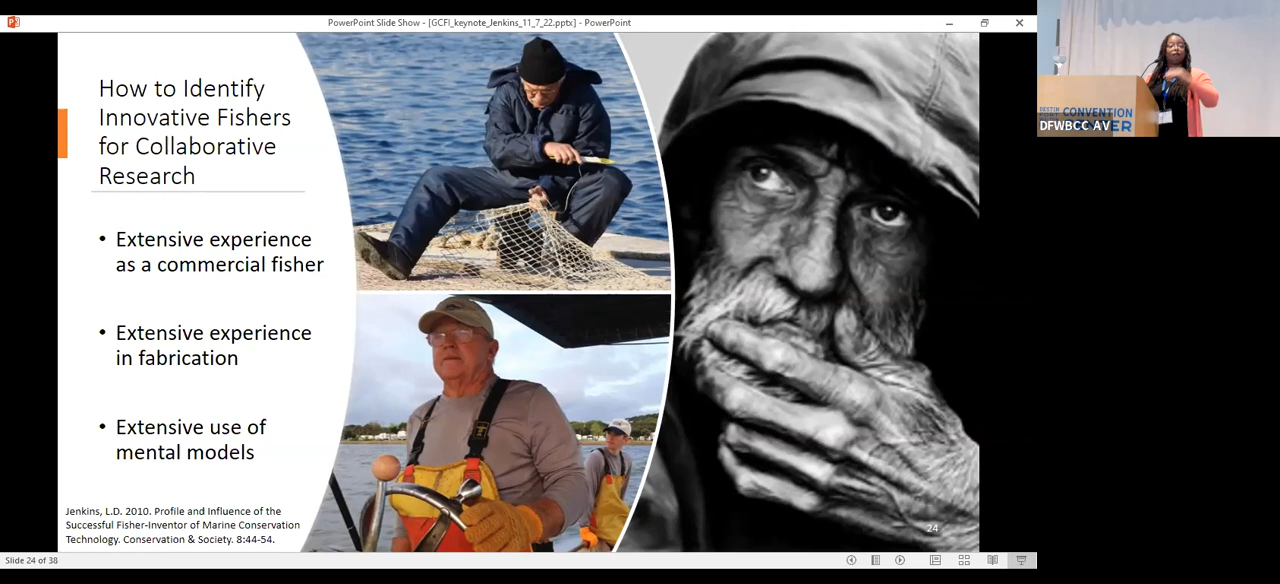 PowerPoint Slide Show - [GCFI_keynote_Jenkins_11_7_22.pptx] - PowerPoint
How to Identify
Innovative Fishers
for Collaborative
Research
• Extensive experience
as a commercial fisher
• Extensive experience
in fabrication
• Extensive use of
mental models
Jenkins, L.D. 2010. Profile and Influence of the
Successful Fisher-Inventor of Marine Conservation
Technology. Conservation & Society. 8:44-54.
24
Slide 24 of 38
CONVENTION
DFWBCC AV